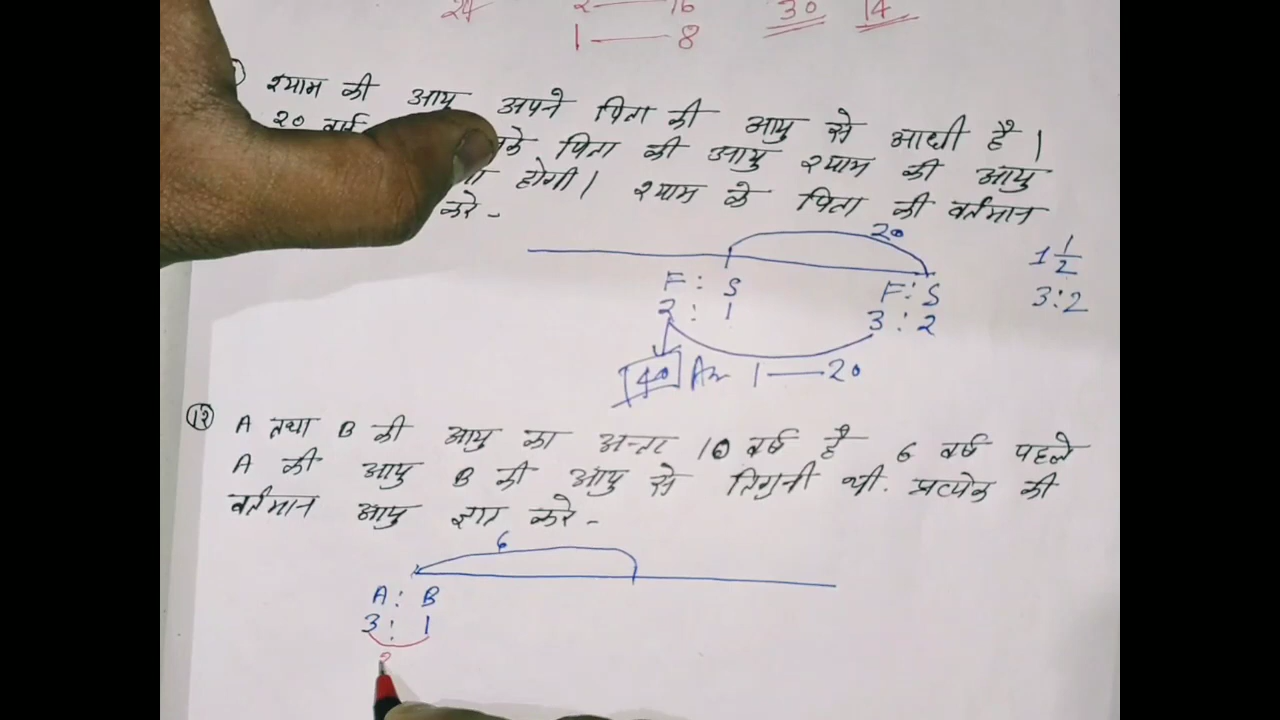 24 2 — 16 30 14
1 — 8
श्याम की आयु अपने पिता की आयु से आधी है।
20 वर्ष पिता की आयु श्याम की आयु
होगी। श्याम के पिता की वर्तमान
करे -
20
1 1/2
F : S F : S
2 : 1 3 : 2
3 : 2
40 Ans 1 — 20
12 A तथा B की आयु का अन्तर 10 वर्ष है 6 वर्ष पहले
A की आयु B की आयु से तिगुनी थी. प्रत्येक की
वर्तमान आयु ज्ञात करे -
6
A : B
3 : 1